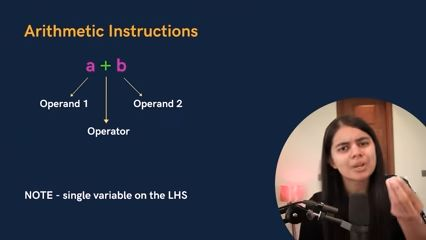 Arithmetic Instructions
a + b
Operand 1
Operand 2
Operator
NOTE - single variable on the LHS